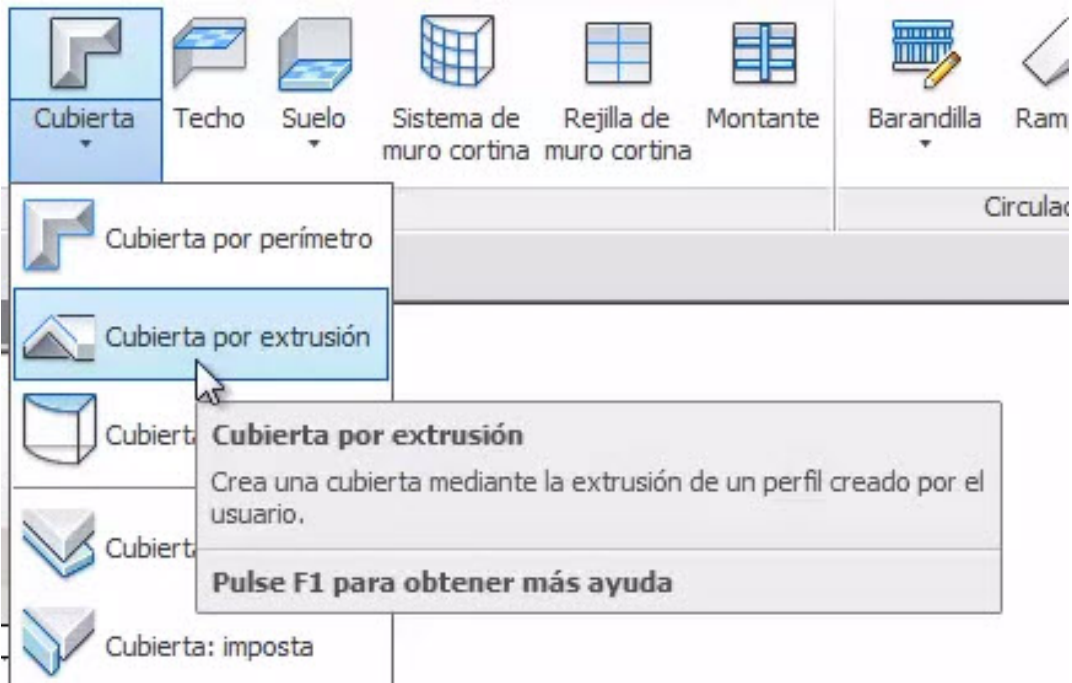 Cubierta
Techo
Suelo
Sistema de
muro cortina
Rejilla de
muro cortina
Montante
Barandilla
Circulac
Cubierta por perímetro
Cubierta por extrusión
Cubierta por extrusión
Crea una cubierta mediante la extrusión de un perfil creado por el
usuario.
Pulse F1 para obtener más ayuda
Cubierta: imposta